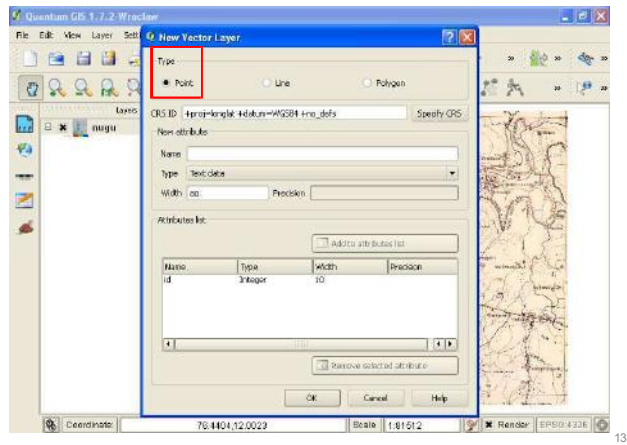 Quantum GIS 1.7.2-Wroclaw
File Edit View Layer Sett
New Vector Layer
Type
Point Line Polygon
CRS ID +proj=longlat +datum=WGS84 +no_defs Specify CRS
New attribute
Name
Type Text data
Width 80 Precision
Attributes list
Add to attributes list
Name Type Width Precision
id Integer 10
Remove selected attribute
OK Cancel Help
Layers
nugu
Coordinate: 76.4404,12.0023 Scale 1:81512 Render EPSG:4326
13